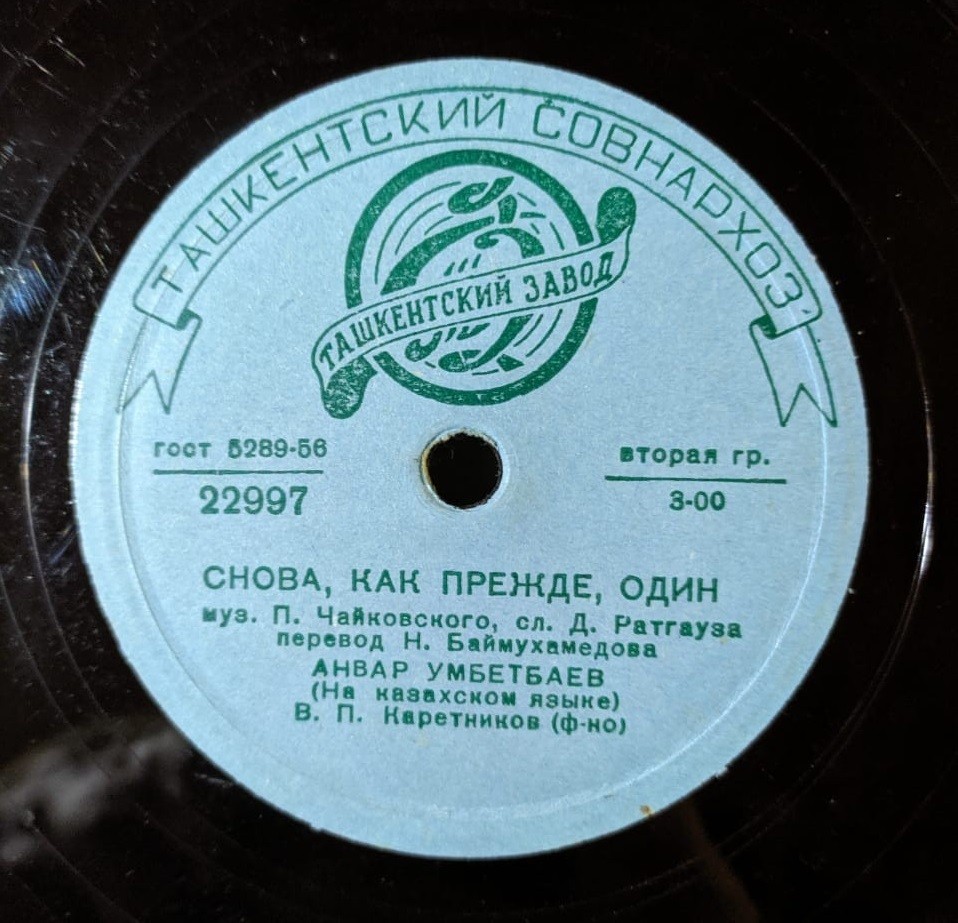 ТАШКЕНТСКИЙ СОВНАРХОЗ
ТАШКЕНТСКИЙ ЗАВОД
гост 5289-56
22997
вторая гр.
3-00
СНОВА, КАК ПРЕЖДЕ, ОДИН
муз. П. Чайковского, сл. Д. Ратгауза
перевод Н. Баймухамедова
АНВАР УМБЕТБАЕВ
(На казахском языке)
В. П. Каретников (ф-но)